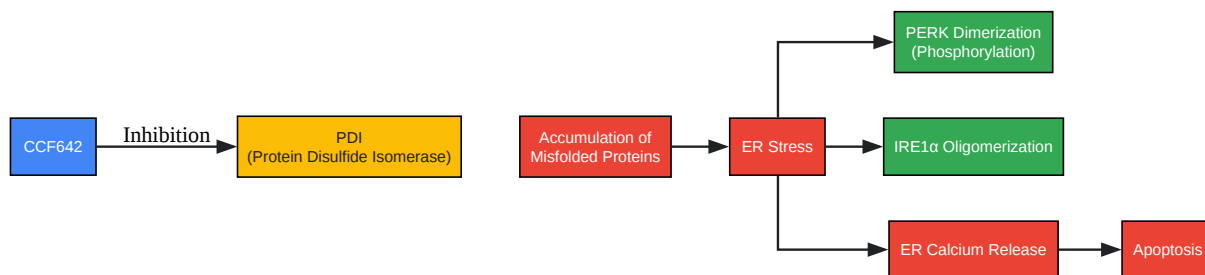 CCF642
Inhibition
PDI
(Protein Disulfide Isomerase)
Accumulation of
Misfolded Proteins
ER Stress
PERK Dimerization
(Phosphorylation)
IRE1α Oligomerization
ER Calcium Release
Apoptosis